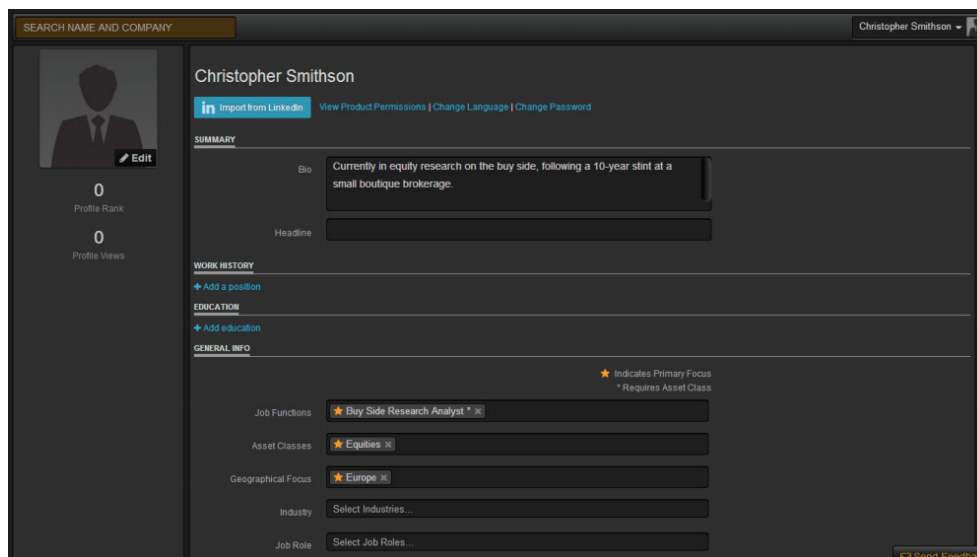 SEARCH NAME AND COMPANY
Christopher Smithson
Edit
0
Profile Rank
0
Profile Views
Christopher Smithson
in Import from LinkedIn
View Product Permissions | Change Language | Change Password
SUMMARY
Bio
Currently in equity research on the buy side, following a 10-year stint at a
small boutique brokerage.
Headline
WORK HISTORY
+ Add a position
EDUCATION
+ Add education
GENERAL INFO
★ Indicates Primary Focus
* Requires Asset Class
Job Functions
★ Buy Side Research Analyst * ×
Asset Classes
★ Equities ×
Geographical Focus
★ Europe ×
Industry
Select Industries...
Job Role
Select Job Roles...
Send Feedba